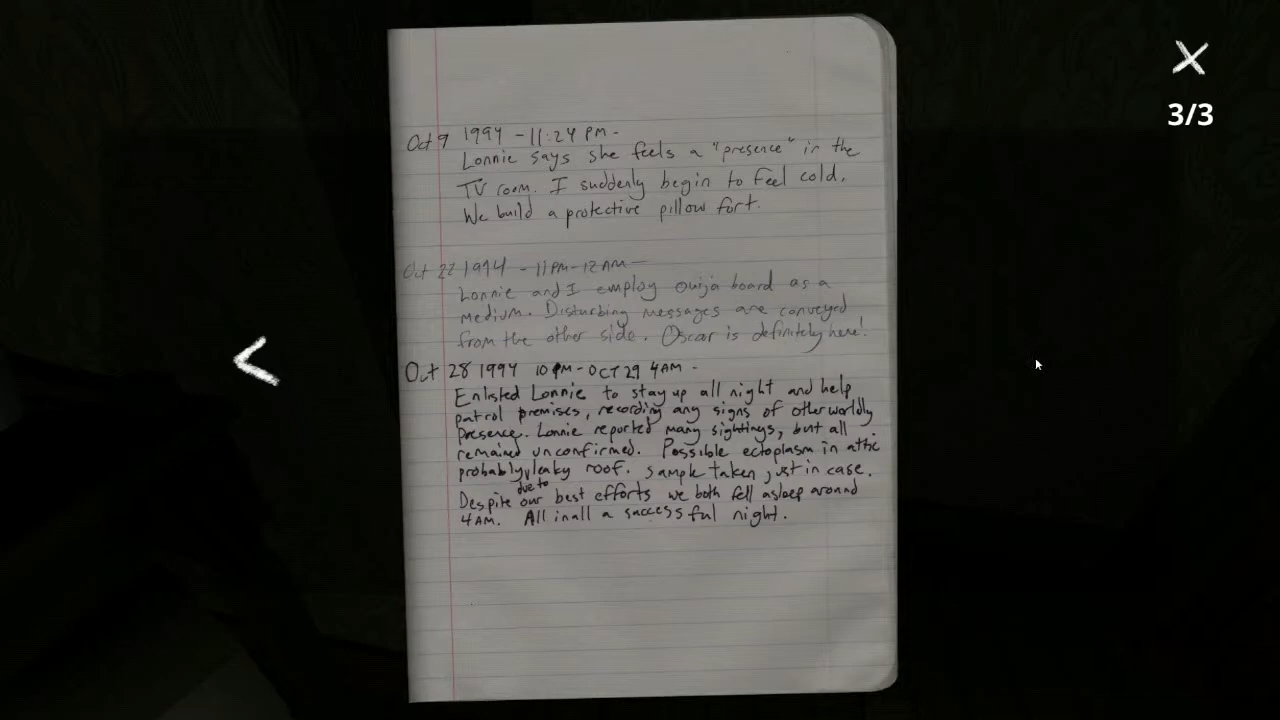 3/3
Oct 9 1994 - 11:24 PM -
Lonnie says she feels a "presence" in the
TV room. I suddenly begin to feel cold.
We build a protective pillow fort.
Oct 22 1994 - 11PM-12AM -
Lonnie and I employ ouija board as a
medium. Disturbing messages are conveyed
from the other side. Oscar is definitely here!
Oct 28 1994 10 PM - OCT 29 4AM -
Enlisted Lonnie to stay up all night and help
patrol premises, recording any signs of otherworldly
presence. Lonnie reported many sightings, but all
remained unconfirmed. Possible ectoplasm in attic
probably leaky roof. Sample taken just in case.
due to
Despite our best efforts we both fell asleep around
4AM. All in all a successful night.